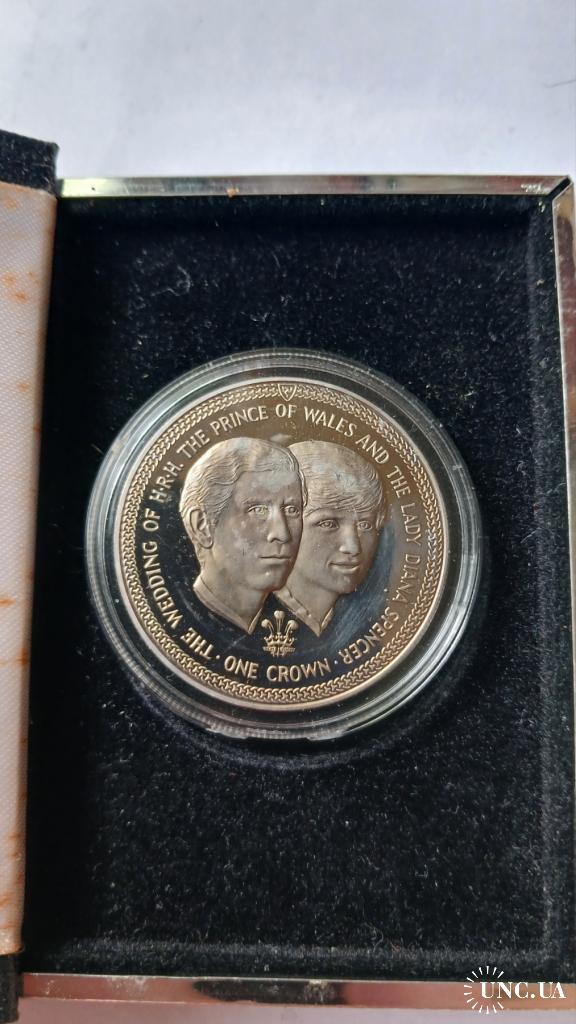 · THE WEDDING OF H·R·H· THE PRINCE OF WALES AND THE LADY DIANA SPENCER ·
ONE CROWN
UNC.UA